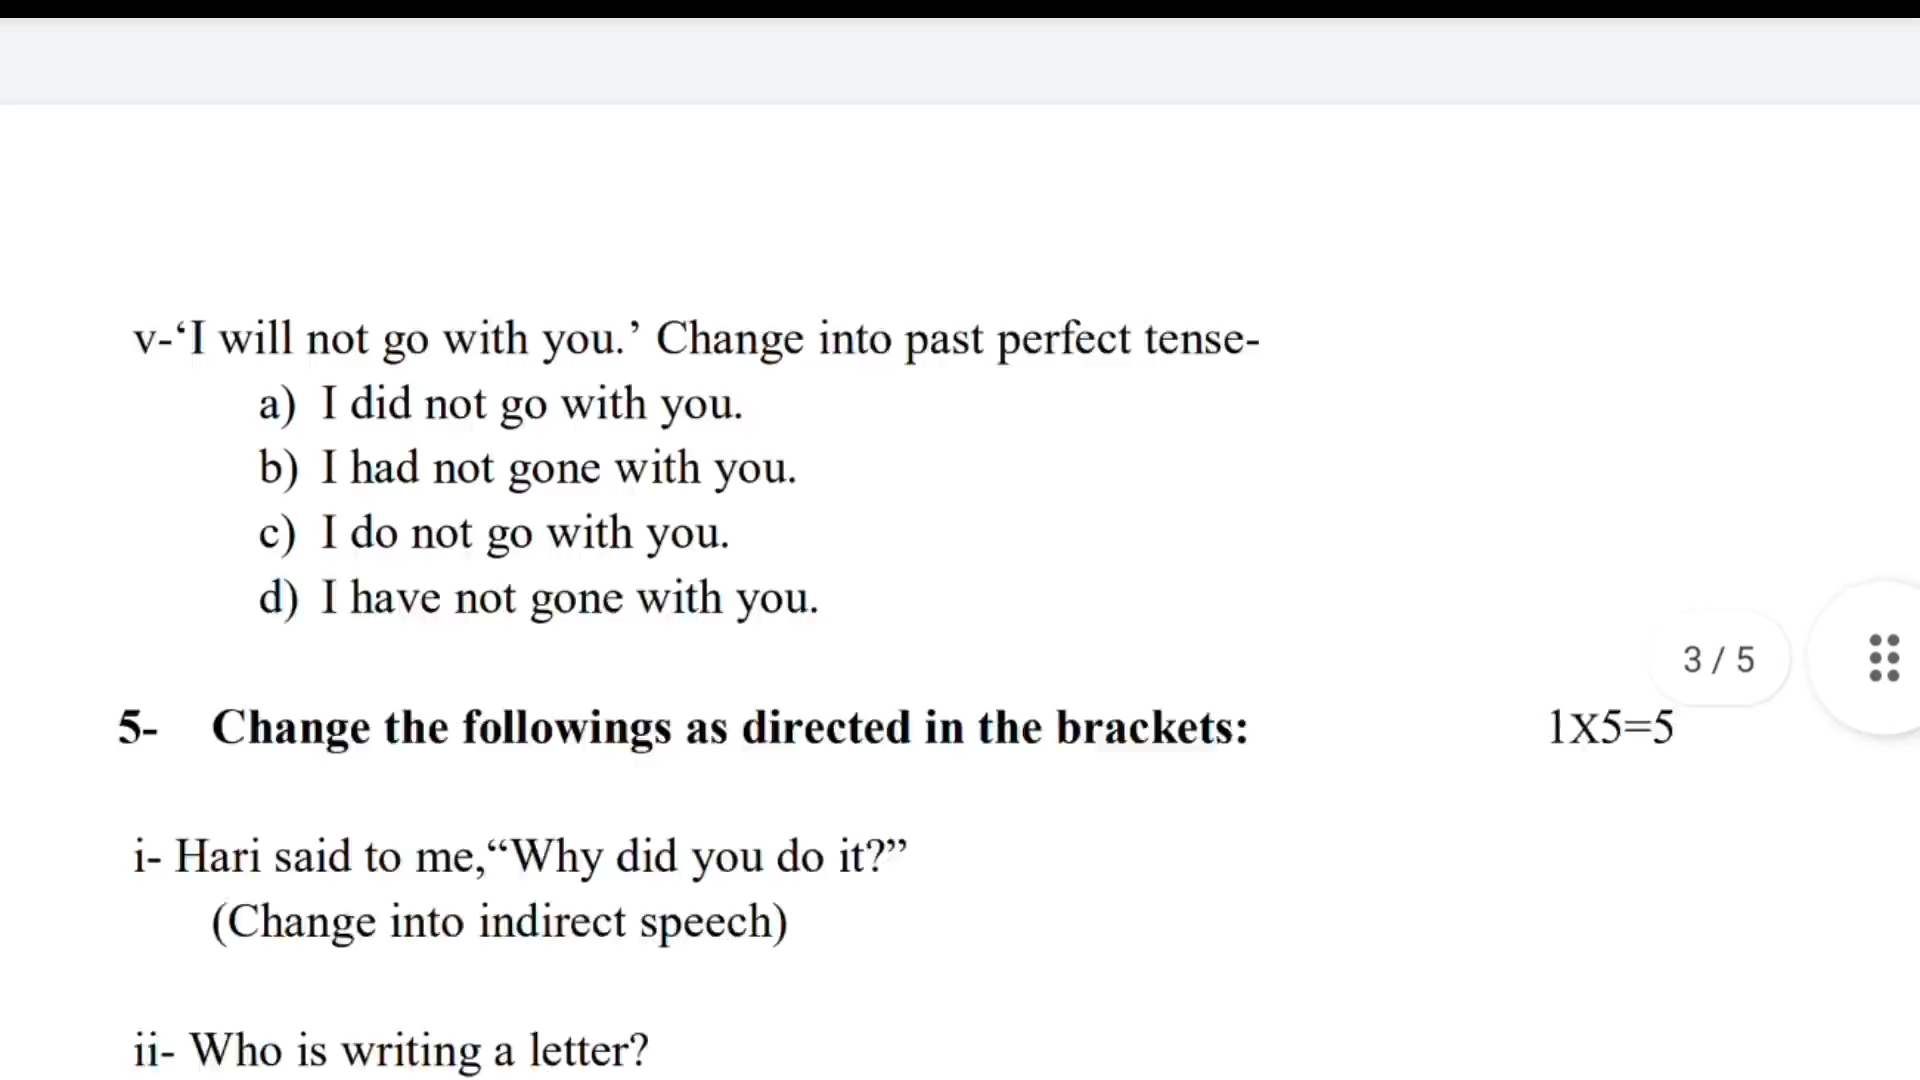 v-‘I will not go with you.’ Change into past perfect tense-
a) I did not go with you.
b) I had not gone with you.
c) I do not go with you.
d) I have not gone with you.
3 / 5
5- Change the followings as directed in the brackets: 1X5=5
i- Hari said to me,“Why did you do it?”
(Change into indirect speech)
ii- Who is writing a letter?